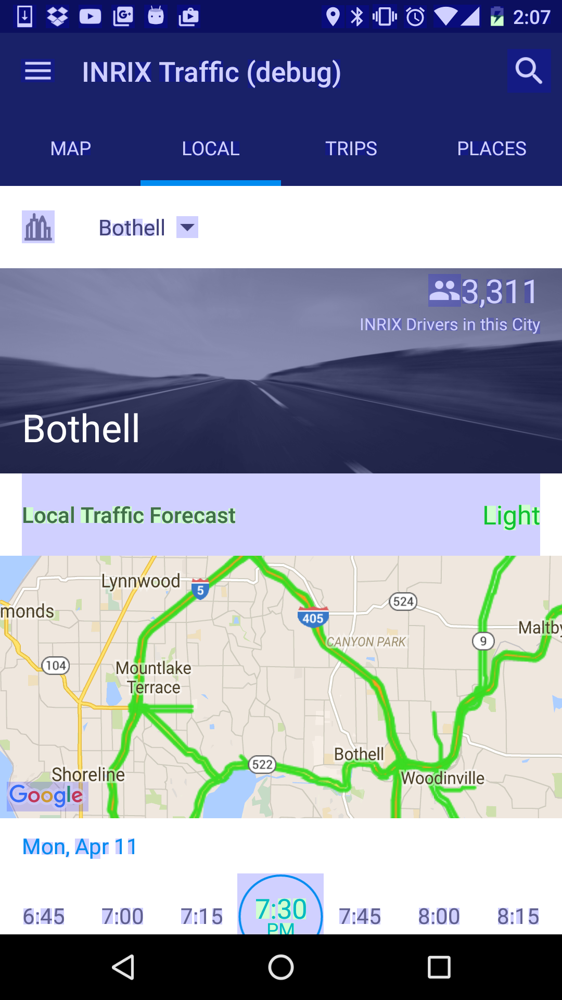 2:07
INRIX Traffic (debug)
MAP LOCAL TRIPS PLACES
Bothell
3,311
INRIX Drivers in this City
Bothell
Local Traffic Forecast Light
Lynnwood
5
524
monds
405
Maltby
CANYON PARK
9
104
Mountlake
Terrace
Bothell
522
Shoreline
Woodinville
Google
Mon, Apr 11
6:45 7:00 7:15 7:30 7:45 8:00 8:15
PM